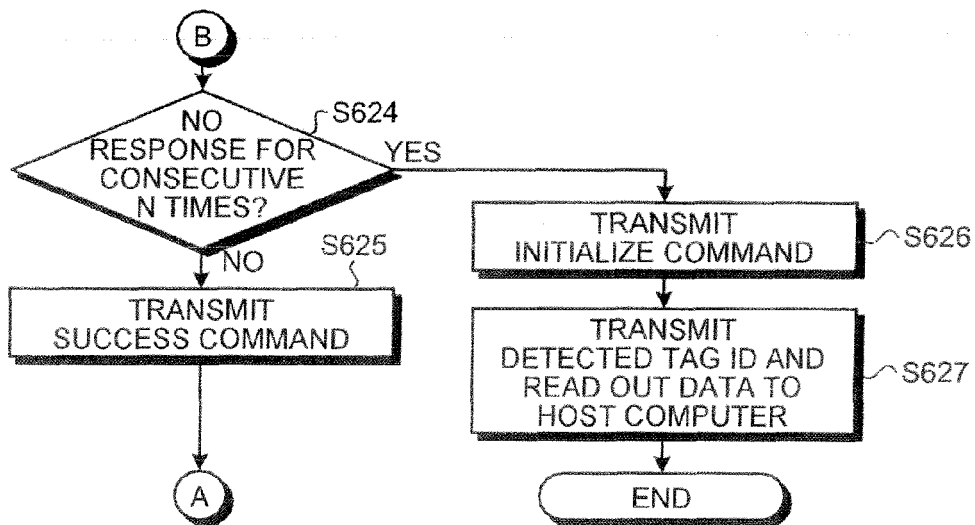 B
NO
RESPONSE FOR
CONSECUTIVE
N TIMES?
S624
YES
NO
S625
TRANSMIT
SUCCESS COMMAND
A
TRANSMIT
INITIALIZE COMMAND
S626
TRANSMIT
DETECTED TAG ID AND
READ OUT DATA TO
HOST COMPUTER
S627
END